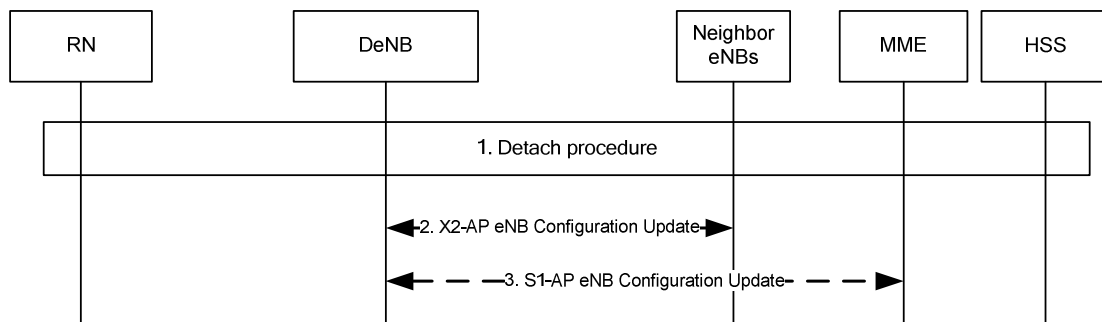 RN
DeNB
Neighbor
eNBs
MME
HSS
1. Detach procedure
2. X2-AP eNB Configuration Update
3. S1-AP eNB Configuration Update